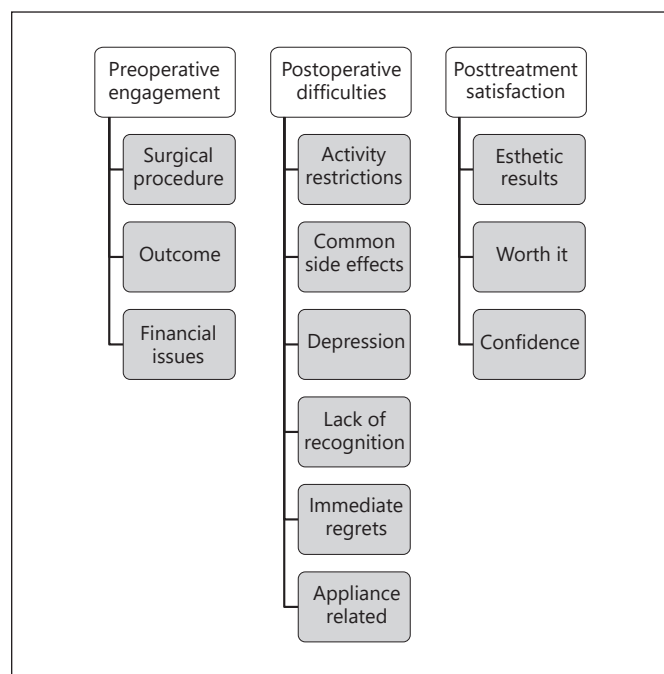 Preoperative
engagement
Surgical
procedure
Outcome
Financial
issues
Postoperative
difficulties
Activity
restrictions
Common
side effects
Depression
Lack of
recognition
Immediate
regrets
Appliance
related
Posttreatment
satisfaction
Esthetic
results
Worth it
Confidence